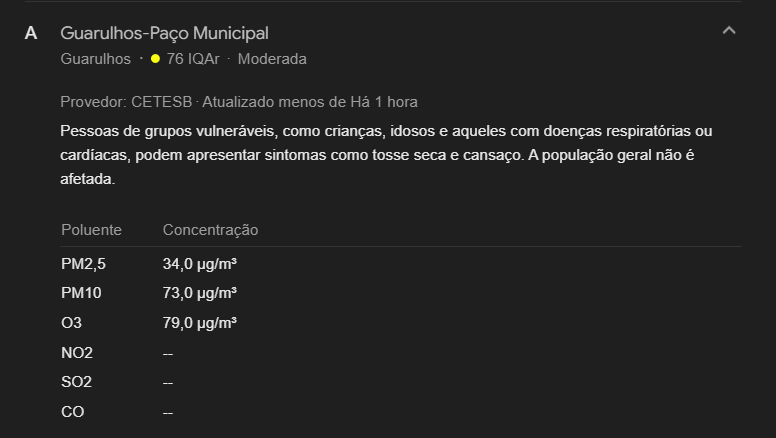 A Guarulhos-Paço Municipal
Guarulhos · 76 IQAr · Moderada
Provedor: CETESB · Atualizado menos de Há 1 hora
Pessoas de grupos vulneráveis, como crianças, idosos e aqueles com doenças respiratórias ou
cardíacas, podem apresentar sintomas como tosse seca e cansaço. A população geral não é
afetada.
Poluente Concentração
PM2,5 34,0 µg/m³
PM10 73,0 µg/m³
O3 79,0 µg/m³
NO2 --
SO2 --
CO --